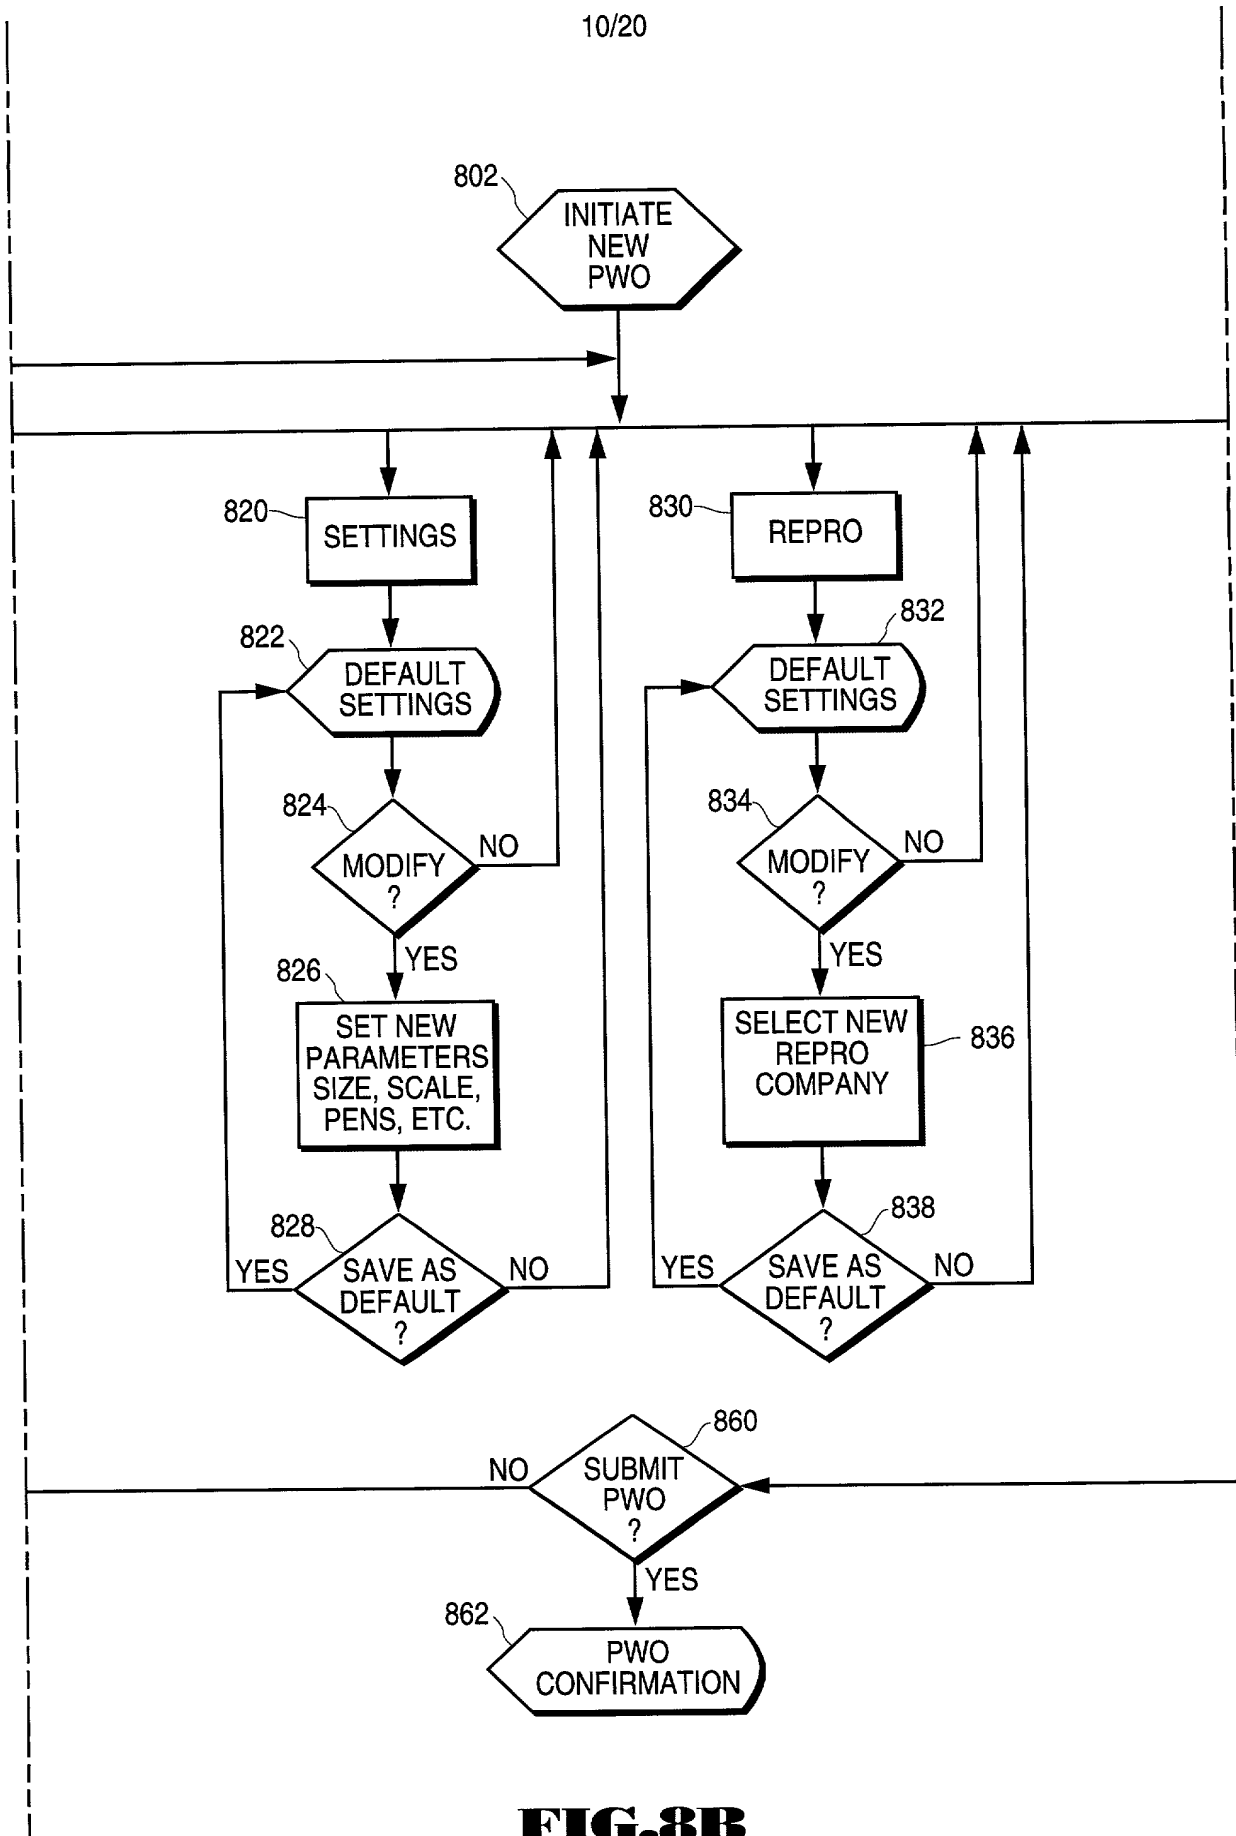 10/20
802
INITIATE
NEW
PWO
820
SETTINGS
822
DEFAULT
SETTINGS
824
MODIFY
?
NO
YES
826
SET NEW
PARAMETERS
SIZE, SCALE,
PENS, ETC.
828
SAVE AS
DEFAULT
?
YES
NO
830
REPRO
832
DEFAULT
SETTINGS
834
MODIFY
?
NO
YES
836
SELECT NEW
REPRO
COMPANY
838
SAVE AS
DEFAULT
?
YES
NO
860
SUBMIT
PWO
?
NO
YES
862
PWO
CONFIRMATION
FIG.8B